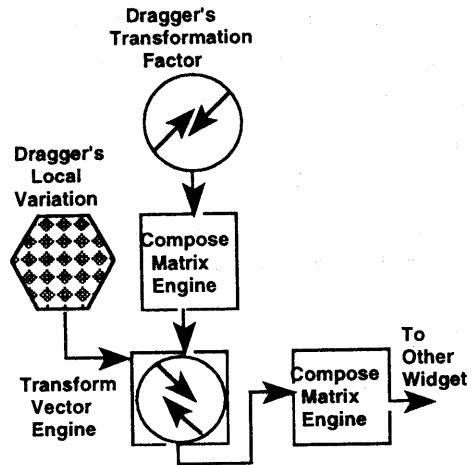 Dragger's
Transformation
Factor
Dragger's
Local
Variation
Compose
Matrix
Engine
Transform
Vector
Engine
Compose
Matrix
Engine
To
Other
Widget